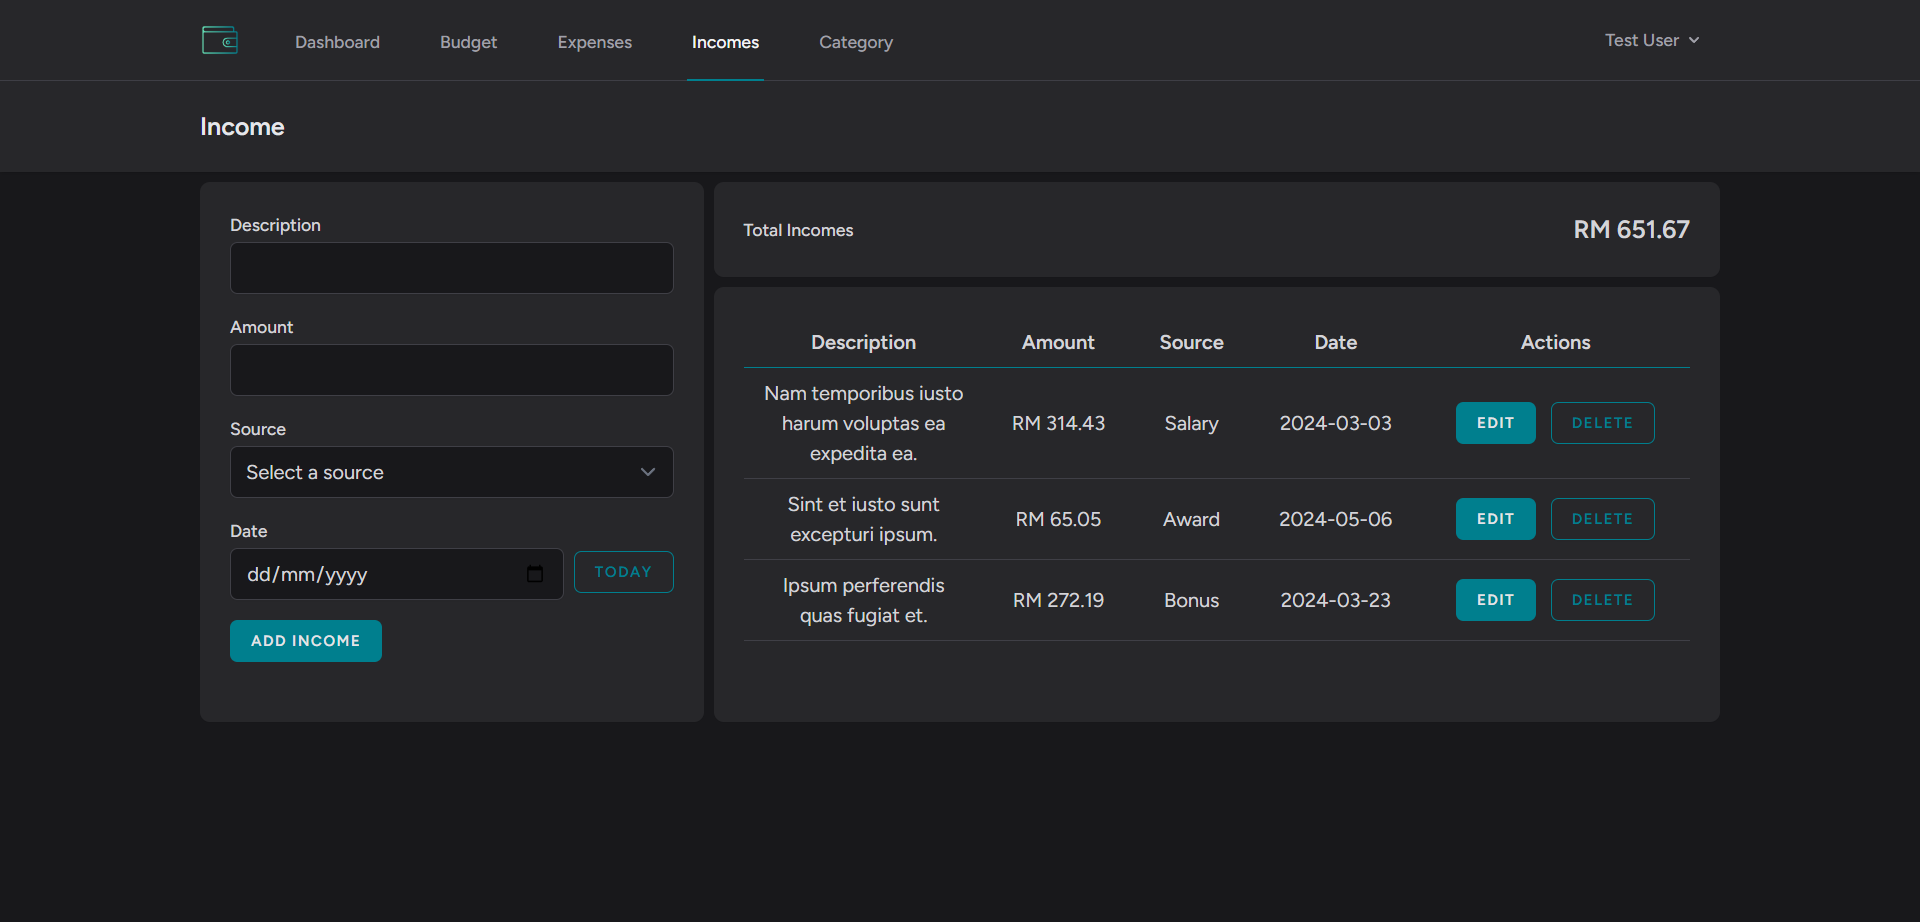 Dashboard Budget Expenses Incomes Category Test User
Income
Description
Amount
Source
Select a source
Date
dd/mm/yyyy TODAY
ADD INCOME
Total Incomes RM 651.67
Description Amount Source Date Actions
Nam temporibus iusto
harum voluptas ea
expedita ea.
RM 314.43 Salary 2024-03-03 EDIT DELETE
Sint et iusto sunt
excepturi ipsum.
RM 65.05 Award 2024-05-06 EDIT DELETE
Ipsum perferendis
quas fugiat et.
RM 272.19 Bonus 2024-03-23 EDIT DELETE